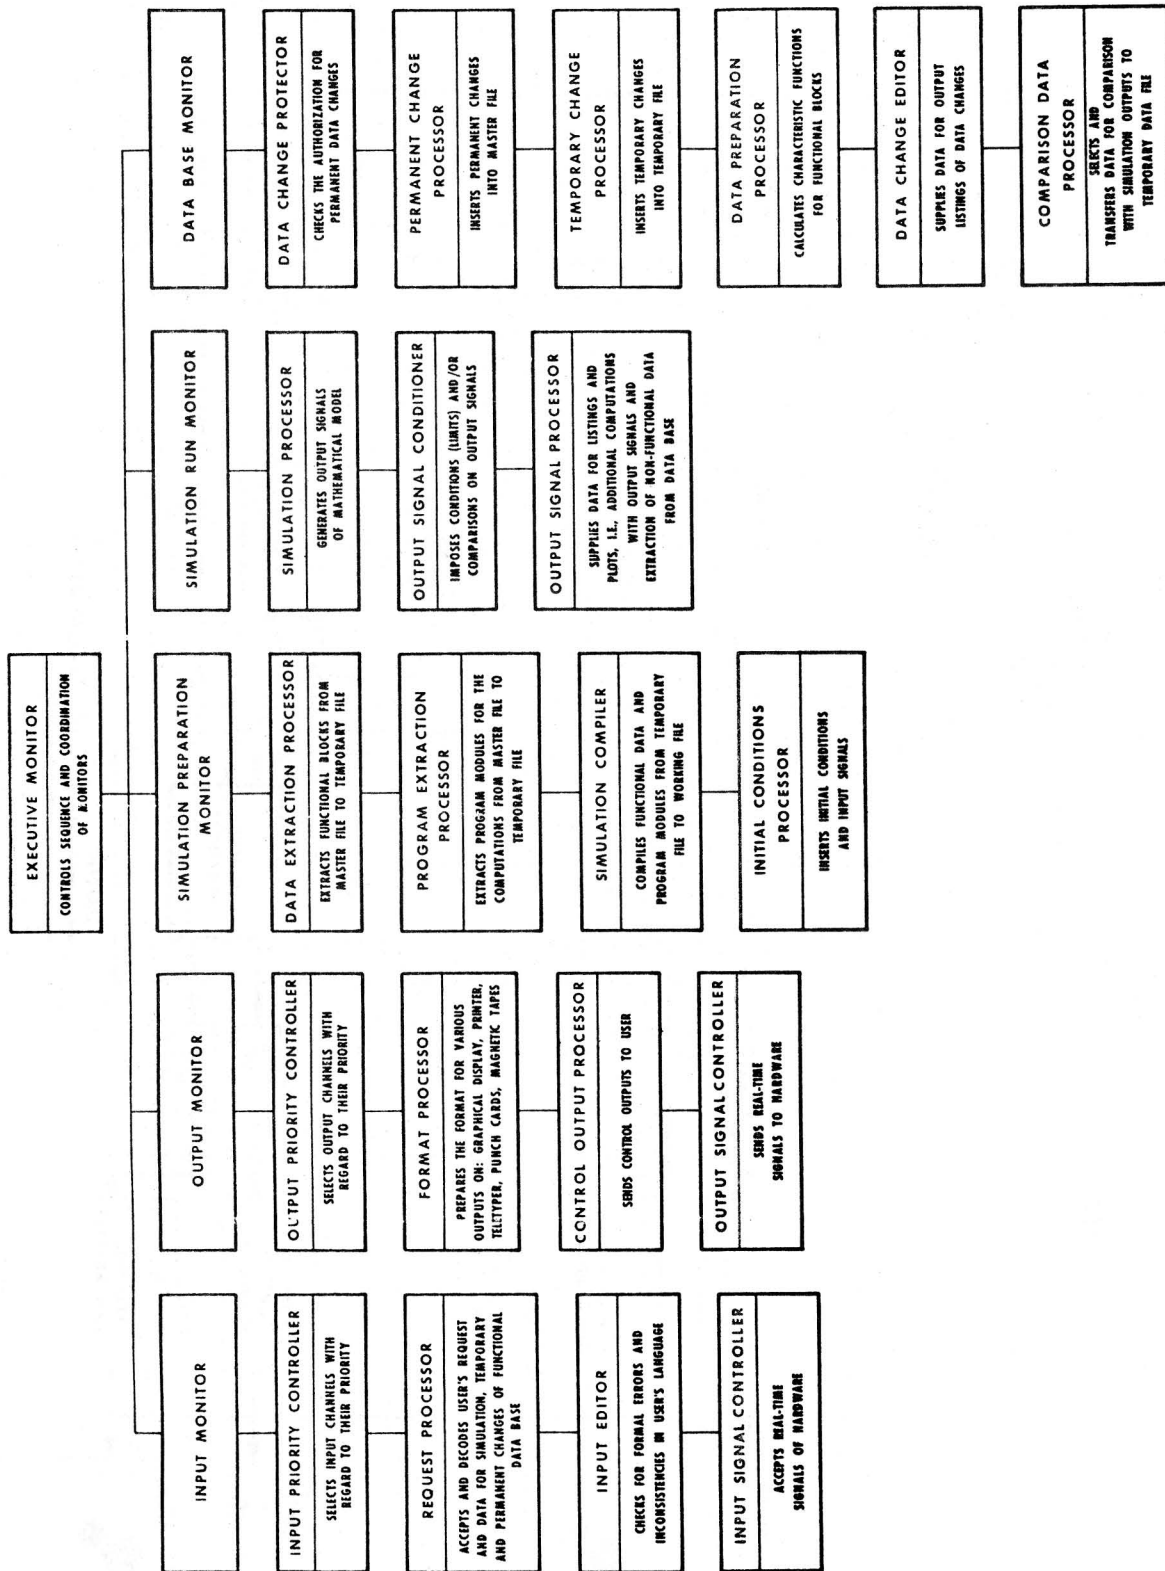 EXECUTIVE MONITOR
CONTROLS SEQUENCE AND COORDINATION
OF MONITORS
INPUT MONITOR
INPUT PRIORITY CONTROLLER
SELECTS INPUT CHANNELS WITH
REGARD TO THEIR PRIORITY
REQUEST PROCESSOR
ACCEPTS AND DECODES USER'S REQUEST
AND DATA FOR SIMULATION, TEMPORARY
AND PERMANENT CHANGES OF FUNCTIONAL
DATA BASE
INPUT EDITOR
CHECKS FOR FORMAL ERRORS AND
INCONSISTENCIES IN USER'S LANGUAGE
INPUT SIGNAL CONTROLLER
ACCEPTS REAL-TIME
SIGNALS OF HARDWARE
OUTPUT MONITOR
OUTPUT PRIORITY CONTROLLER
SELECTS OUTPUT CHANNELS WITH
REGARD TO THEIR PRIORITY
FORMAT PROCESSOR
PREPARES THE FORMAT FOR VARIOUS
OUTPUTS ON: GRAPHICAL DISPLAY, PRINTER,
TELETYPER, PUNCH CARDS, MAGNETIC TAPES
CONTROL OUTPUT PROCESSOR
SENDS CONTROL OUTPUTS TO USER
OUTPUT SIGNAL CONTROLLER
SENDS REAL-TIME
SIGNALS TO HARDWARE
SIMULATION PREPARATION
MONITOR
DATA EXTRACTION PROCESSOR
EXTRACTS FUNCTIONAL BLOCKS FROM
MASTER FILE TO TEMPORARY FILE
PROGRAM EXTRACTION
PROCESSOR
EXTRACTS PROGRAM MODULES FOR THE
COMPUTATIONS FROM MASTER FILE TO
TEMPORARY FILE
SIMULATION COMPILER
COMPILES FUNCTIONAL DATA AND
PROGRAM MODULES FROM TEMPORARY
FILE TO WORKING FILE
INITIAL CONDITIONS
PROCESSOR
INSERTS INITIAL CONDITIONS
AND INPUT SIGNALS
SIMULATION RUN MONITOR
SIMULATION PROCESSOR
GENERATES OUTPUT SIGNALS
OF MATHEMATICAL MODEL
OUTPUT SIGNAL CONDITIONER
IMPOSES CONDITIONS (LIMITS) AND/OR
COMPARISONS ON OUTPUT SIGNALS
OUTPUT SIGNAL PROCESSOR
SUPPLIES DATA FOR LISTINGS AND
PLOTS, I.E., ADDITIONAL COMPUTATIONS
WITH OUTPUT SIGNALS AND
EXTRACTION OF NON-FUNCTIONAL DATA
FROM DATA BASE
DATA BASE MONITOR
DATA CHANGE PROTECTOR
CHECKS THE AUTHORIZATION FOR
PERMANENT DATA CHANGES
PERMANENT CHANGE
PROCESSOR
INSERTS PERMANENT CHANGES
INTO MASTER FILE
TEMPORARY CHANGE
PROCESSOR
INSERTS TEMPORARY CHANGES
INTO TEMPORARY FILE
DATA PREPARATION
PROCESSOR
CALCULATES CHARACTERISTIC FUNCTIONS
FOR FUNCTIONAL BLOCKS
DATA CHANGE EDITOR
SUPPLIES DATA FOR OUTPUT
LISTINGS OF DATA CHANGES
COMPARISON DATA
PROCESSOR
SELECTS AND
TRANSFERS DATA FOR COMPARISON
WITH SIMULATION OUTPUTS TO
TEMPORARY DATA FILE